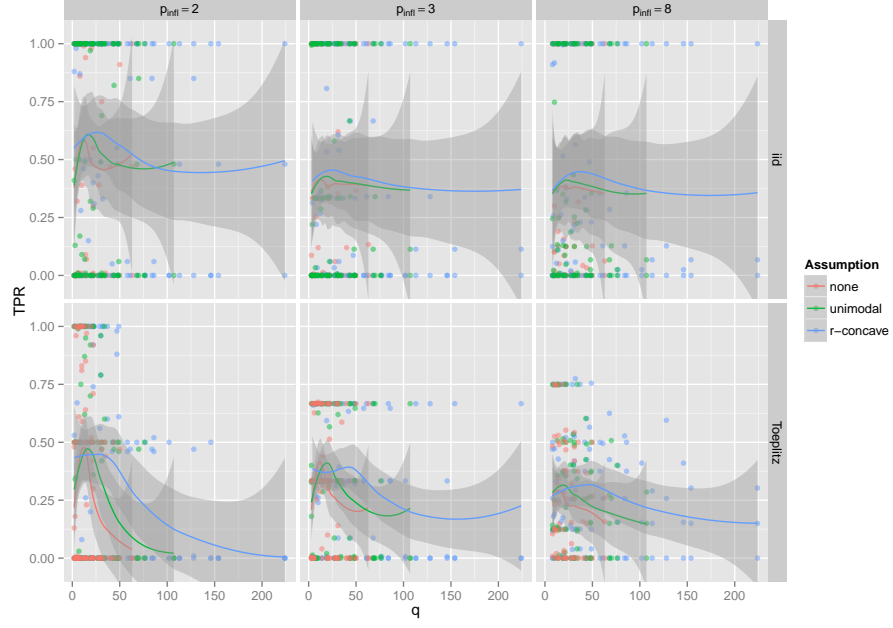 p_infl = 2
p_infl = 3
p_infl = 8
1.00
0.75
0.50
0.25
0.00
iid
1.00
0.75
0.50
0.25
0.00
Toeplitz
TPR
0 50 100 150 200
0 50 100 150 200
0 50 100 150 200
q
Assumption
none
unimodal
r−concave